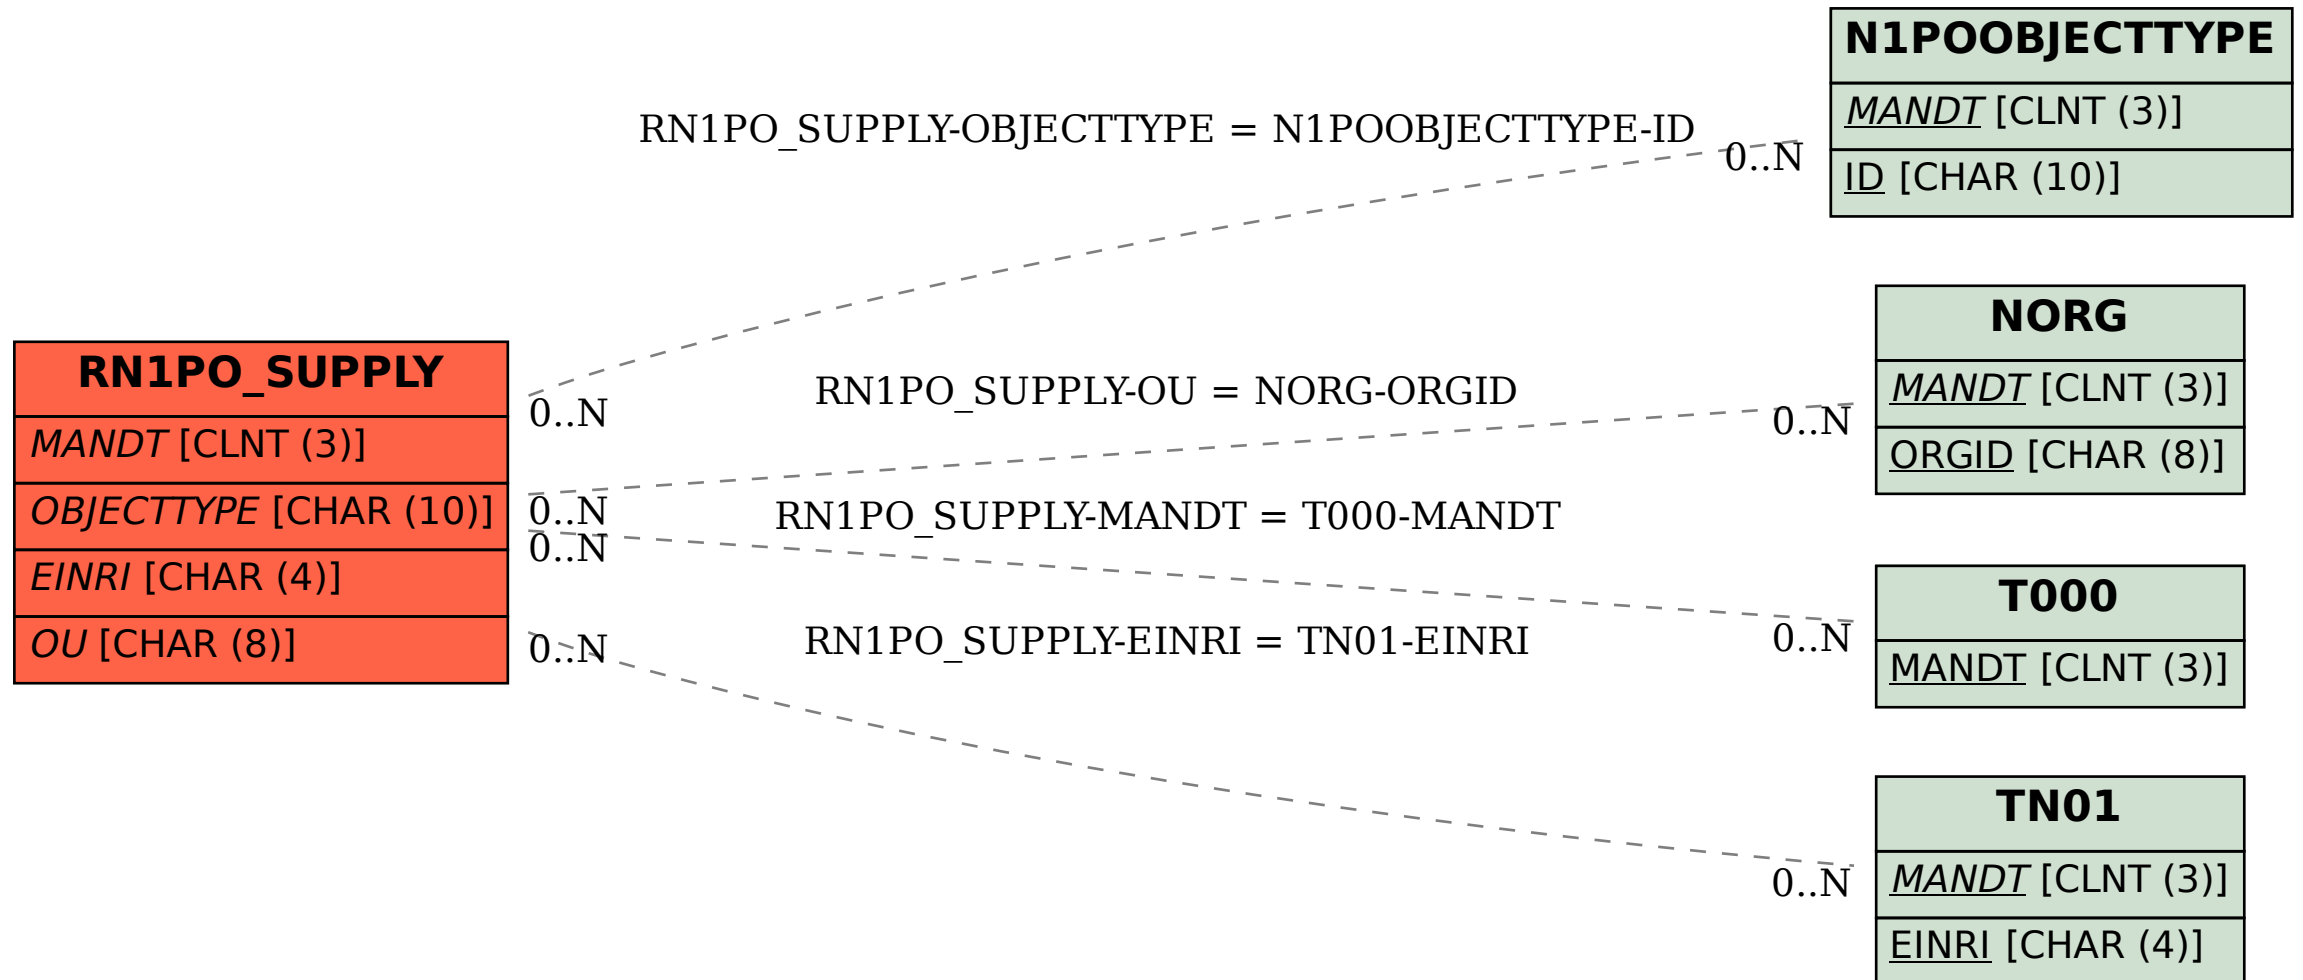 N1POOBJECTTYPE
MANDT [CLNT (3)]
ID [CHAR (10)]
RN1PO_SUPPLY-OBJECTTYPE = N1POOBJECTTYPE-ID
0..N
0..N
NORG
MANDT [CLNT (3)]
ORGID [CHAR (8)]
RN1PO_SUPPLY
MANDT [CLNT (3)]
OBJECTTYPE [CHAR (10)]
EINRI [CHAR (4)]
OU [CHAR (8)]
RN1PO_SUPPLY-OU = NORG-ORGID
0..N
0..N
RN1PO_SUPPLY-MANDT = T000-MANDT
0..N
0..N
T000
MANDT [CLNT (3)]
RN1PO_SUPPLY-EINRI = TN01-EINRI
0..N
0..N
TN01
MANDT [CLNT (3)]
EINRI [CHAR (4)]